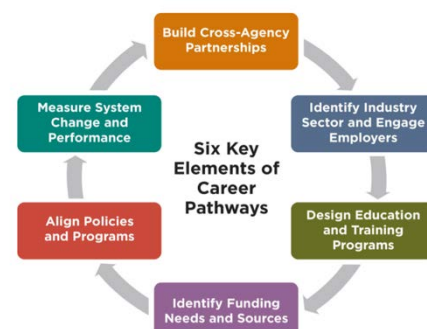 Build Cross-Agency
Partnerships
Identify Industry
Sector and Engage
Employers
Design Education
and Training
Programs
Identify Funding
Needs and Sources
Align Policies
and Programs
Measure System
Change and
Performance
Six Key
Elements of
Career
Pathways